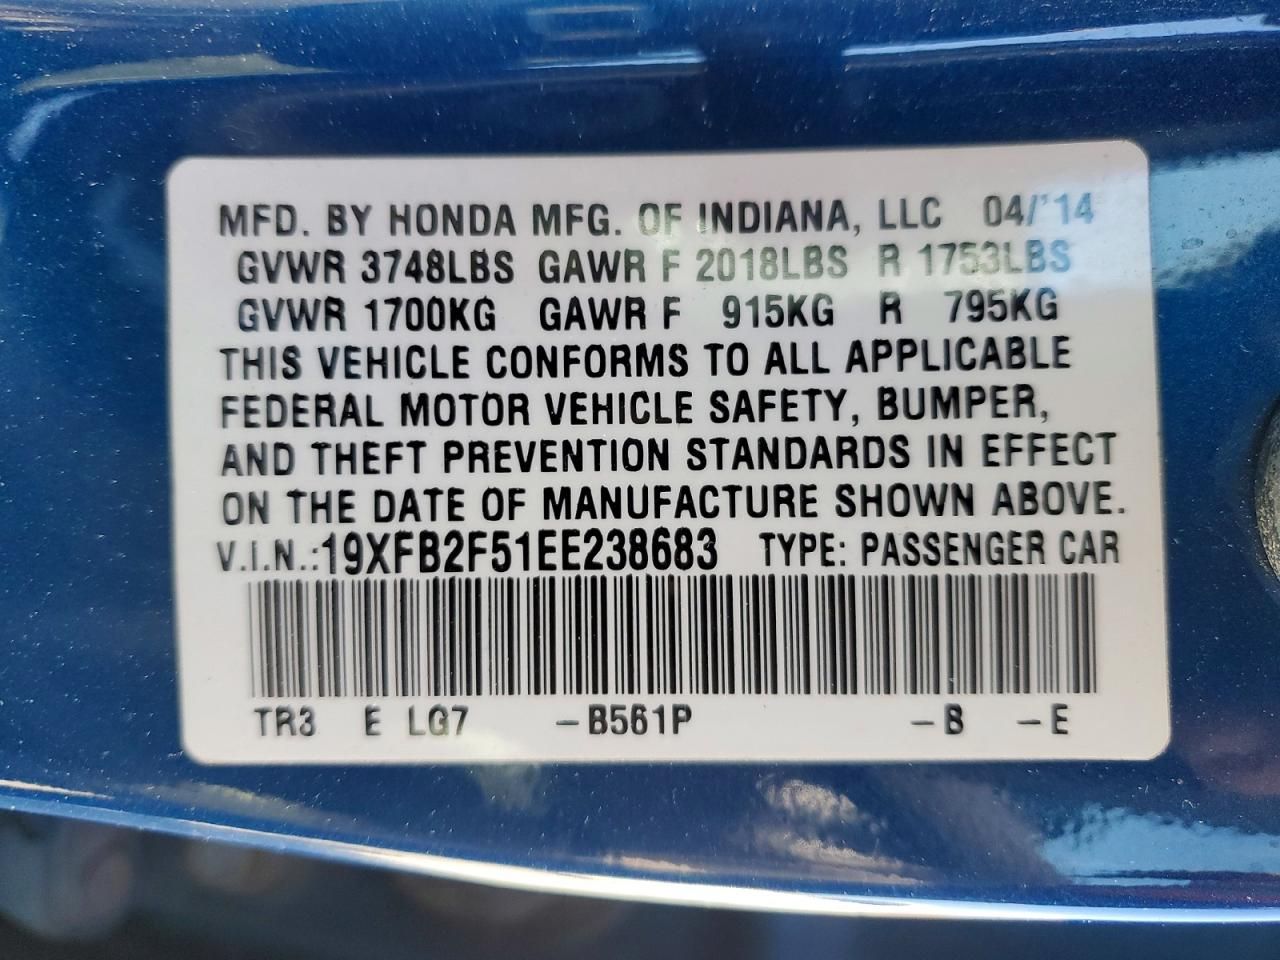 MFD. BY HONDA MFG. OF INDIANA, LLC 04/'14
GVWR 3748LBS GAWR F 2018LBS R 1753LBS
GVWR 1700KG GAWR F 915KG R 795KG
THIS VEHICLE CONFORMS TO ALL APPLICABLE
FEDERAL MOTOR VEHICLE SAFETY, BUMPER,
AND THEFT PREVENTION STANDARDS IN EFFECT
ON THE DATE OF MANUFACTURE SHOWN ABOVE.
V.I.N.:19XFB2F51EE238683 TYPE: PASSENGER CAR
TR3 E LG7 -B561P -B -E